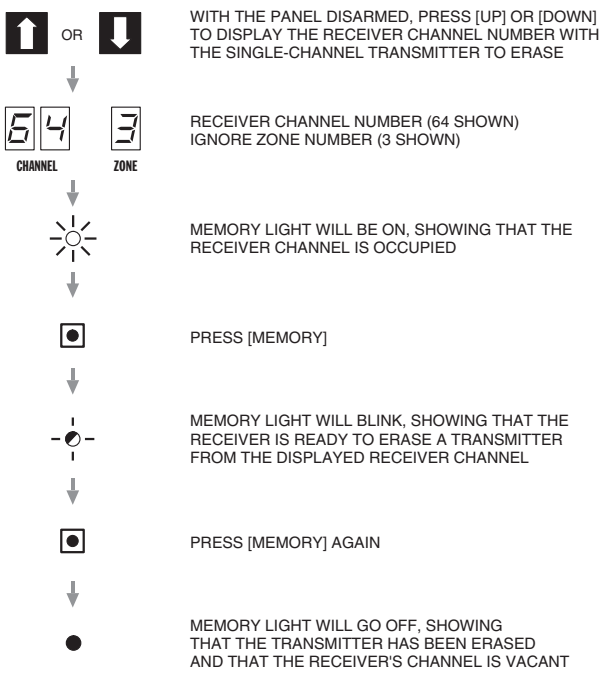 OR
WITH THE PANEL DISARMED, PRESS [UP] OR [DOWN]
TO DISPLAY THE RECEIVER CHANNEL NUMBER WITH
THE SINGLE-CHANNEL TRANSMITTER TO ERASE
64 3
CHANNEL ZONE
RECEIVER CHANNEL NUMBER (64 SHOWN)
IGNORE ZONE NUMBER (3 SHOWN)
MEMORY LIGHT WILL BE ON, SHOWING THAT THE
RECEIVER CHANNEL IS OCCUPIED
PRESS [MEMORY]
MEMORY LIGHT WILL BLINK, SHOWING THAT THE
RECEIVER IS READY TO ERASE A TRANSMITTER
FROM THE DISPLAYED RECEIVER CHANNEL
PRESS [MEMORY] AGAIN
MEMORY LIGHT WILL GO OFF, SHOWING
THAT THE TRANSMITTER HAS BEEN ERASED
AND THAT THE RECEIVER'S CHANNEL IS VACANT